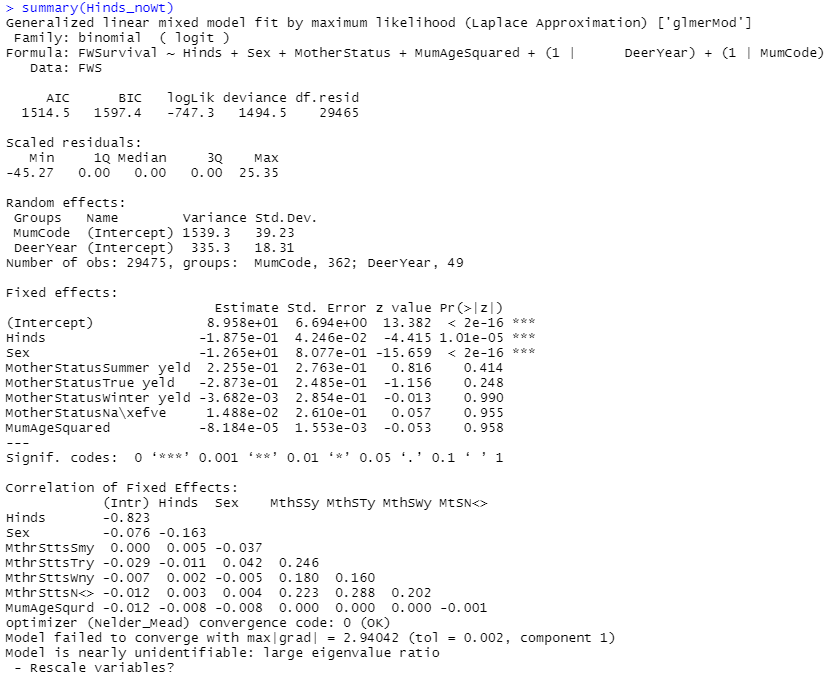 > summary(Hinds_nowt)
Generalized linear mixed model fit by maximum likelihood (Laplace Approximation) ['glmerMod']
 Family: binomial  ( logit )
Formula: FWSurvival ~ Hinds + Sex + MotherStatus + MumAgeSquared + (1 |      DeerYear) + (1 | MumCode)
   Data: FWS

     AIC      BIC   logLik deviance df.resid
  1514.5   1597.4   -747.3   1494.5    29465

Scaled residuals:
   Min     1Q Median     3Q    Max
-45.27   0.00   0.00   0.00  25.35

Random effects:
 Groups   Name        Variance Std.Dev.
 MumCode  (Intercept) 1539.3   39.23
 DeerYear (Intercept)  335.3   18.31
Number of obs: 29475, groups:  MumCode, 362; DeerYear, 49

Fixed effects:
                          Estimate Std. Error z value Pr(>|z|)
(Intercept)              8.958e+01  6.694e+00  13.382  < 2e-16 ***
Hinds                   -1.875e-01  4.246e-02  -4.415 1.01e-05 ***
Sex                     -1.265e+01  8.077e-01 -15.659  < 2e-16 ***
MotherStatusSummer yeld  2.255e-01  2.763e-01   0.816    0.414
MotherStatusTrue yeld   -2.873e-01  2.485e-01  -1.156    0.248
MotherStatusWinter yeld -3.682e-03  2.854e-01  -0.013    0.990
MotherStatusNa\xefve     1.488e-02  2.610e-01   0.057    0.955
MumAgeSquared           -8.184e-05  1.553e-03  -0.053    0.958
---
Signif. codes:  0 ‘***’ 0.001 ‘**’ 0.01 ‘*’ 0.05 ‘.’ 0.1 ‘ ’ 1

Correlation of Fixed Effects:
            (Intr) Hinds  Sex    MthSSy MthSTy MthSWy MtSN<>
Hinds       -0.823
Sex         -0.076 -0.163
MthrSttsSmy  0.000  0.005 -0.037
MthrSttsTry -0.029 -0.011  0.042  0.246
MthrSttsWny -0.007  0.002 -0.005  0.180  0.160
MthrSttsN<> -0.012  0.003  0.004  0.223  0.288  0.202
MumAgeSqurd -0.012 -0.008 -0.008  0.000  0.000  0.000 -0.001
optimizer (Nelder_Mead) convergence code: 0 (OK)
Model failed to converge with max|grad| = 2.94042 (tol = 0.002, component 1)
Model is nearly unidentifiable: large eigenvalue ratio
 - Rescale variables?